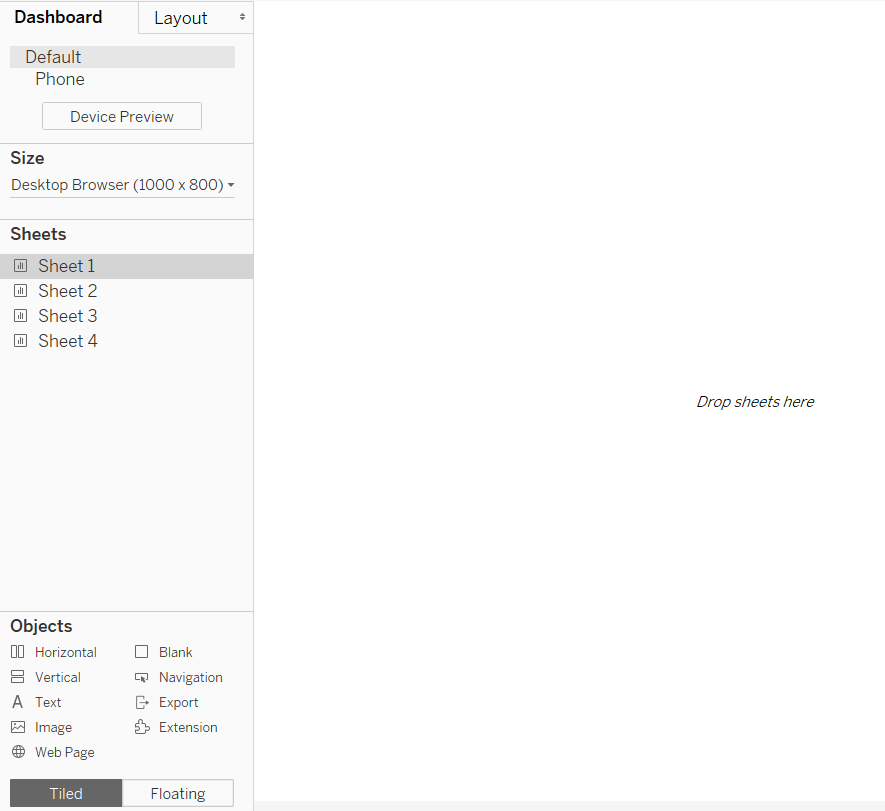 Dashboard
Layout
Default
Phone
Device Preview
Size
Desktop Browser (1000 x 800)
Sheets
Sheet 1
Sheet 2
Sheet 3
Sheet 4
Drop sheets here
Objects
Horizontal Blank
Vertical Navigation
A Text Export
Image Extension
Web Page
Tiled Floating